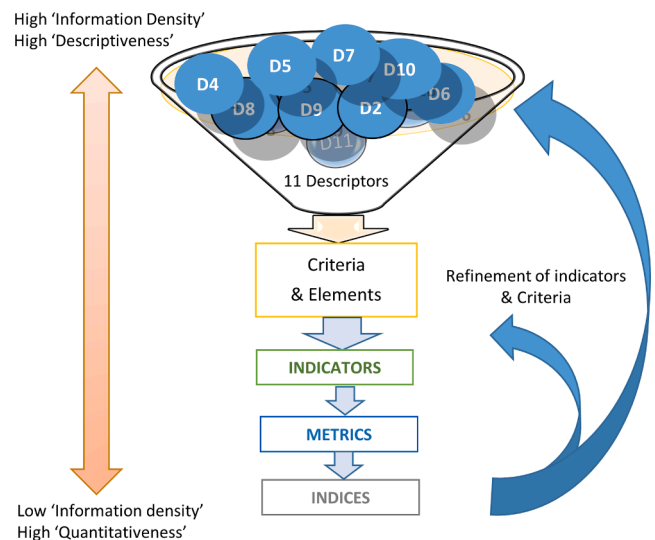 High ‘Information Density’
High ‘Descriptiveness’
D4
D5
D7
D10
D8
D9
D2
D6
D11
11 Descriptors
Criteria
& Elements
Refinement of indicators
& Criteria
INDICATORS
METRICS
INDICES
Low ‘Information density’
High ‘Quantitativeness’